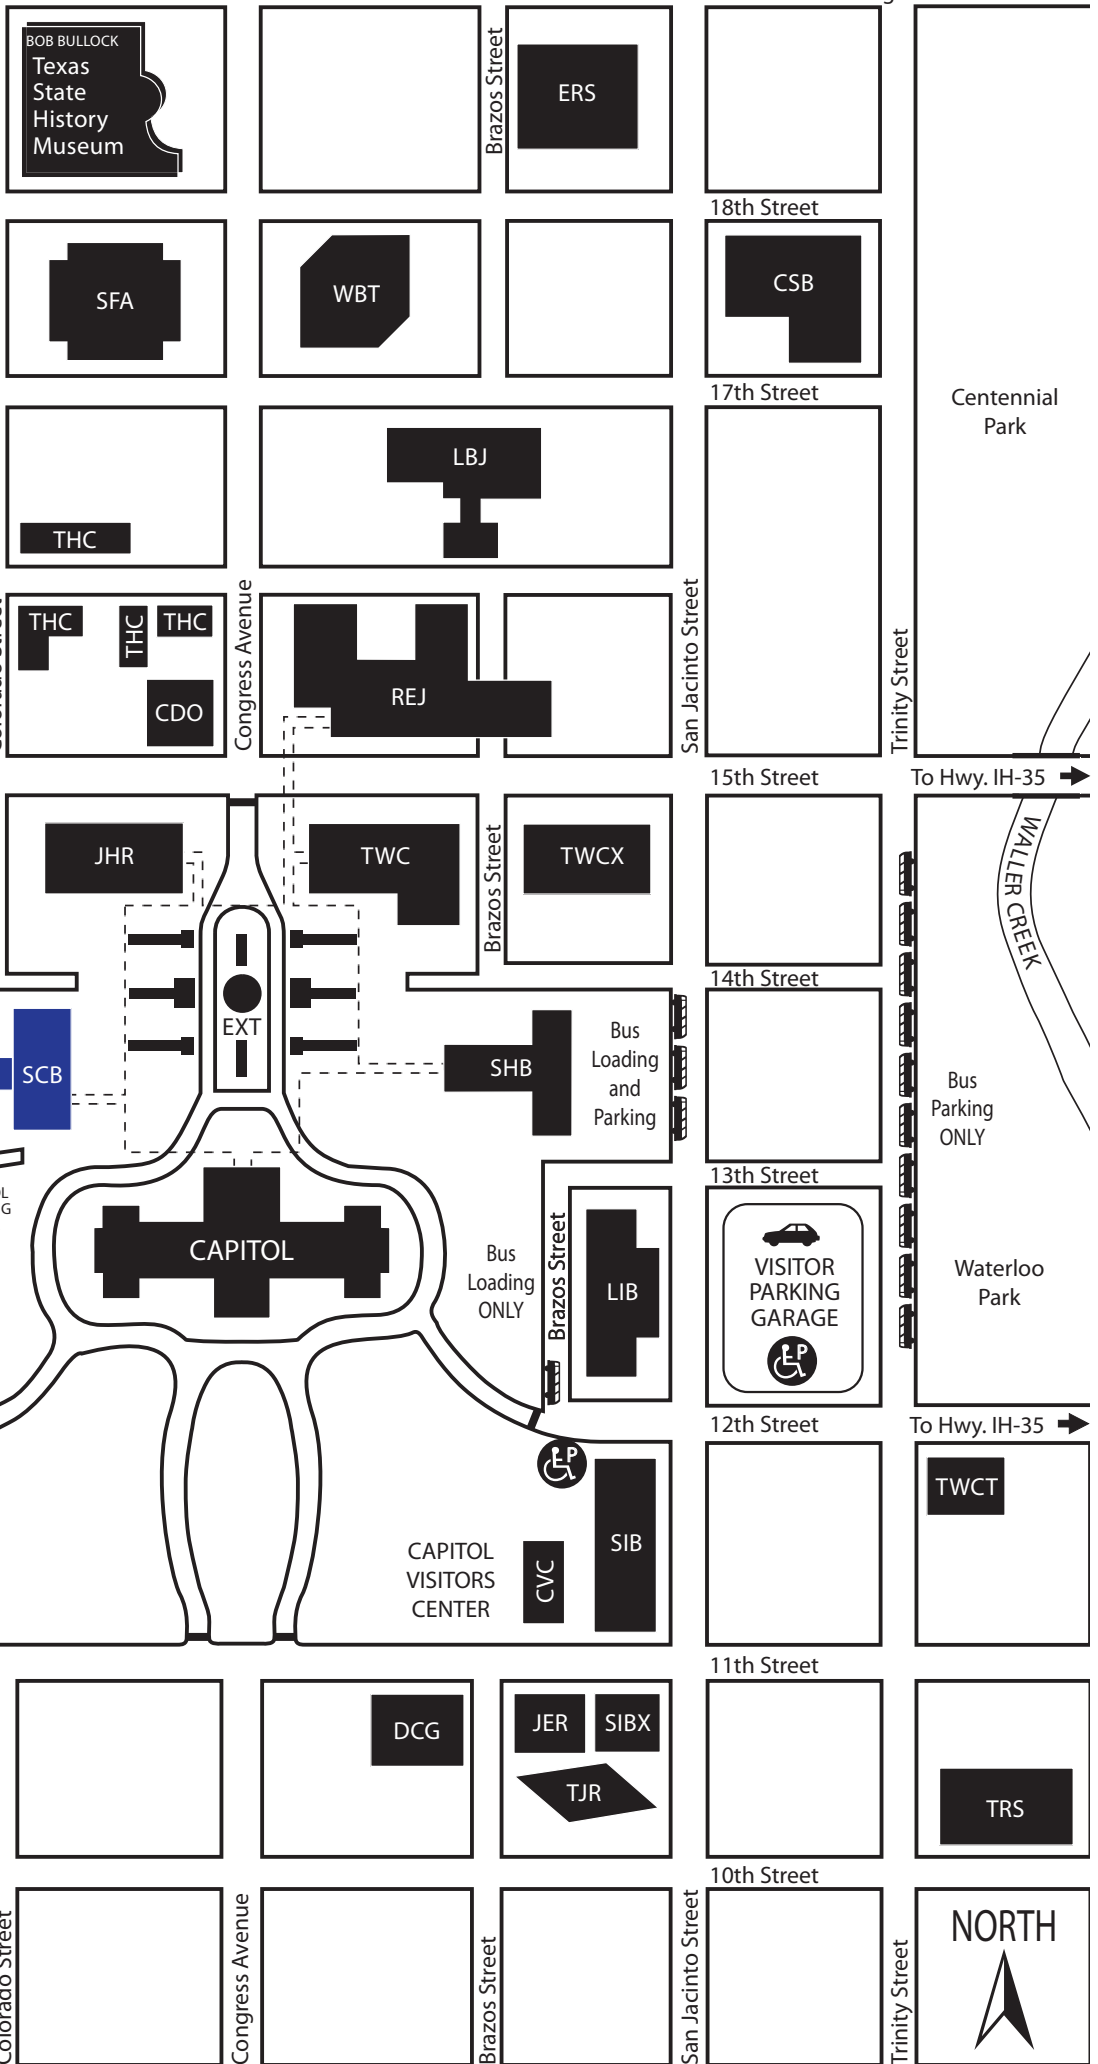 BOB BULLOCK
Texas
State
History
Museum
Brazos Street
ERS
18th Street
SFA
WBT
CSB
17th Street
Centennial
Park
LBJ
THC
THC
THC
THC
CDO
Congress Avenue
REJ
San Jacinto Street
Trinity Street
15th Street
To Hwy. IH-35
JHR
TWC
Brazos Street
TWCX
WALLER CREEK
14th Street
EXT
SCB
SHB
Bus
Loading
and
Parking
Bus
Parking
ONLY
13th Street
CAPITOL
Bus
Loading
ONLY
Brazos Street
LIB
VISITOR
PARKING
GARAGE
EP
Waterloo
Park
12th Street
To Hwy. IH-35
EP
TWCT
CAPITOL
VISITORS
CENTER
CVC
SIB
11th Street
DCG
JER
SIBX
TJR
TRS
10th Street
Colorado Street
Congress Avenue
Brazos Street
San Jacinto Street
Trinity Street
NORTH